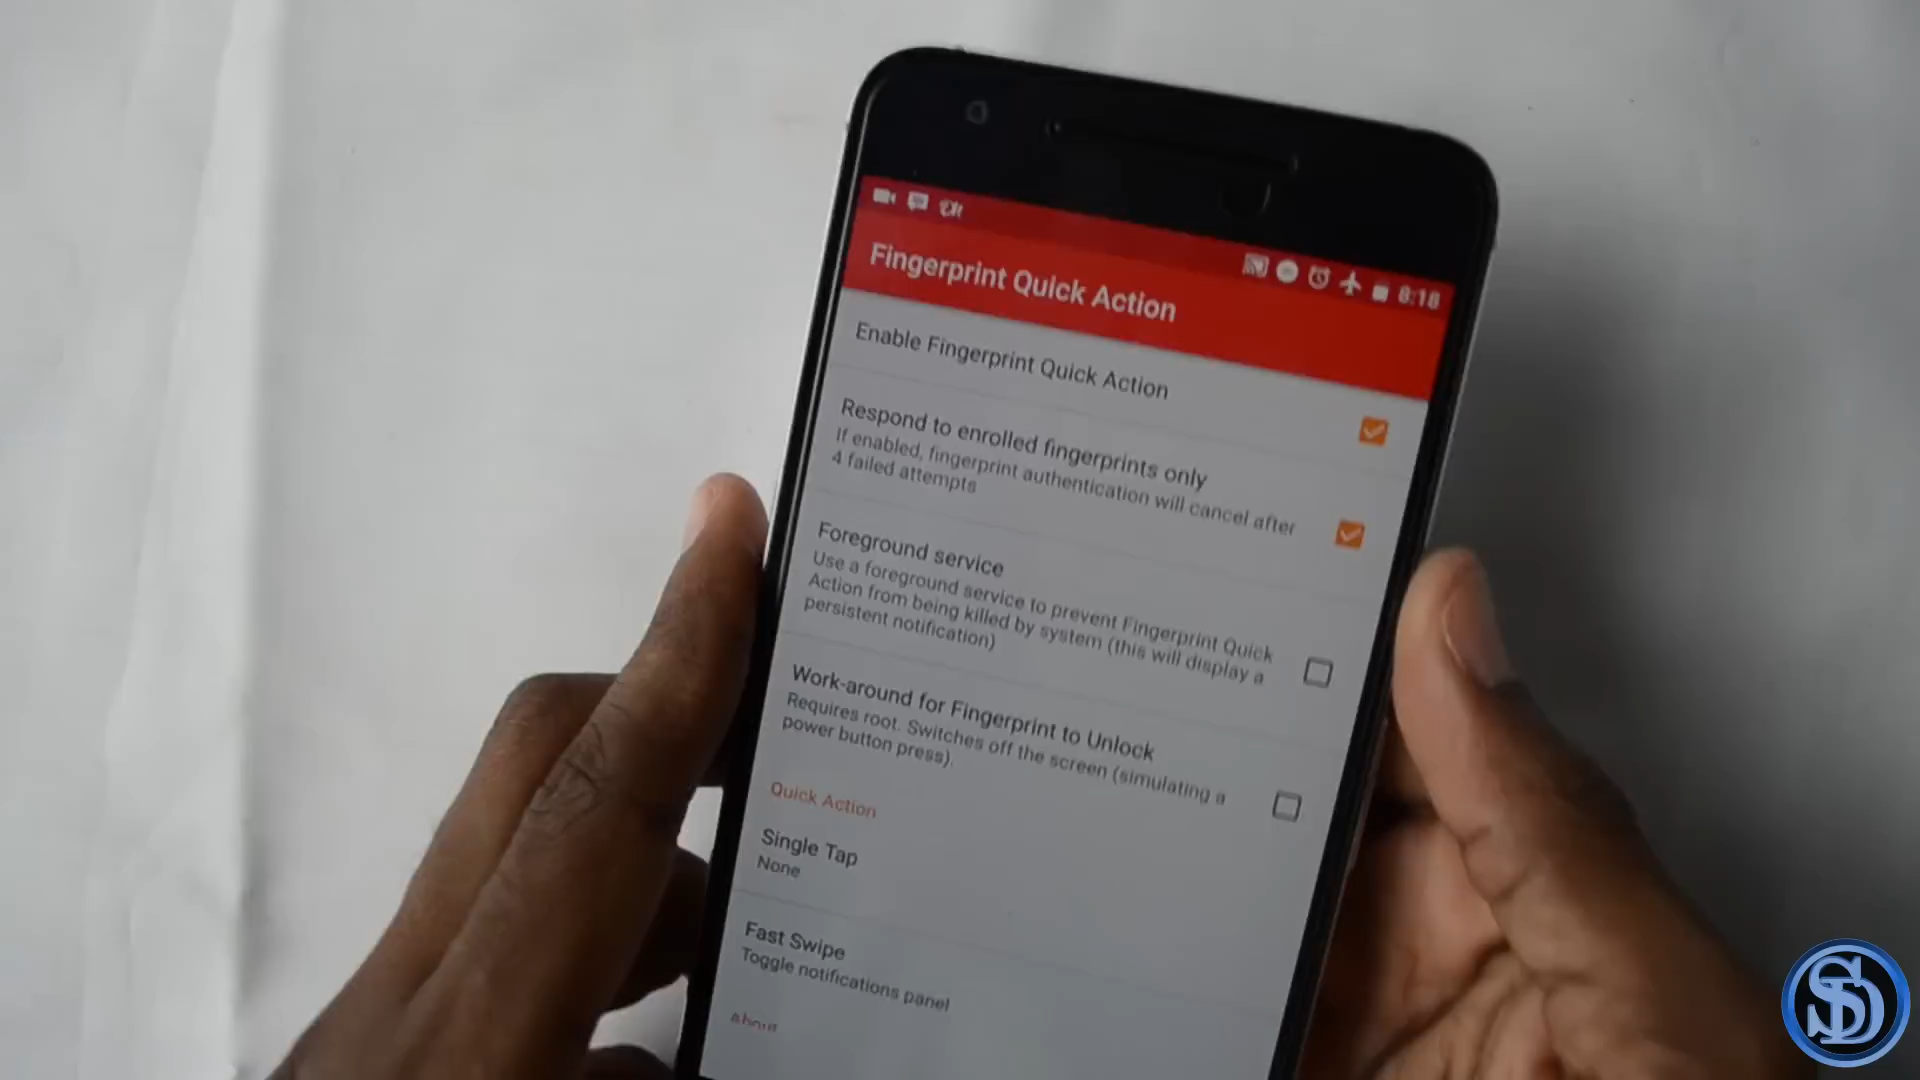 8:18
Fingerprint Quick Action
Enable Fingerprint Quick Action
Respond to enrolled fingerprints only
If enabled, fingerprint authentication will cancel after
4 failed attempts
Foreground service
Use a foreground service to prevent Fingerprint Quick
Action from being killed by system (this will display a
persistent notification)
Work-around for Fingerprint to Unlock
Requires root. Switches off the screen (simulating a
power button press).
Quick Action
Single Tap
None
Fast Swipe
Toggle notifications panel
About